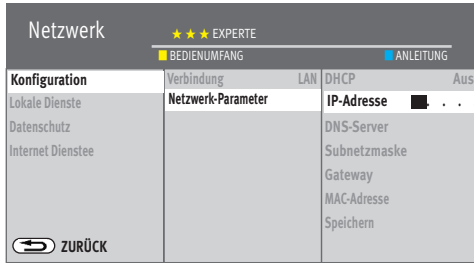 Netzwerk
★ ★ ★ EXPERTE
BEDIENUMFANG
ANLEITUNG
Konfiguration
Lokale Dienste
Datenschutz
Internet Dienstee
Verbindung LAN
Netzwerk-Parameter
DHCP Aus
IP-Adresse . . .
DNS-Server
Subnetzmaske
Gateway
MAC-Adresse
Speichern
ZURÜCK